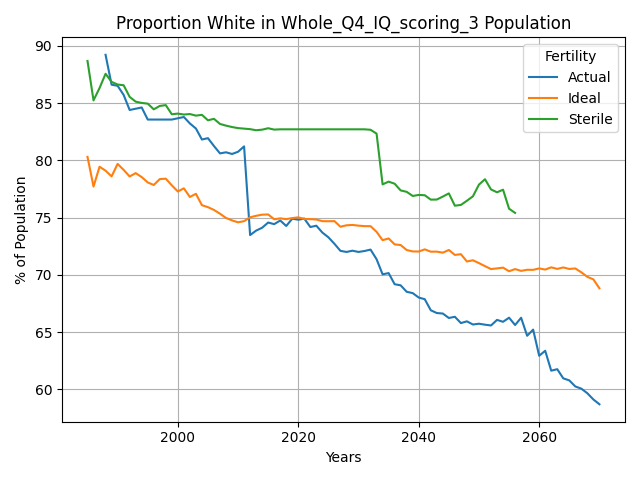 Proportion White in Whole_Q4_IQ_scoring_3 Population
Fertility
Actual
Ideal
Sterile
% of Population
90
85
80
75
70
65
60
2000
2020
2040
2060
Years